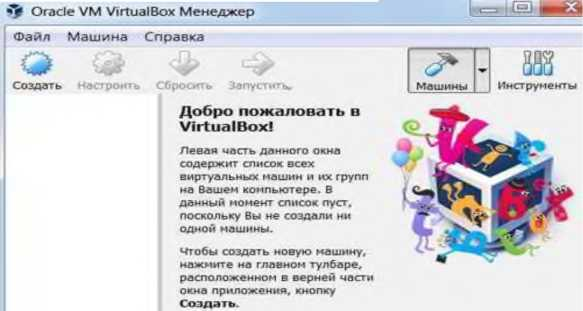 Oracle VM VirtualBox Менеджер
Файл Машина Справка
Создать Настроить Сбросить Запустить Машины Инструменты
Добро пожаловать в
VirtualBox!
Левая часть данного окна
содержит список всех
виртуальных машин и их групп
на Вашем компьютере. В
данный момент список пуст,
поскольку Вы не создали ни
одной машины.
Чтобы создать новую машину,
нажмите на главном тулбаре,
расположенном в верней части
окна приложения, кнопку
Создать.